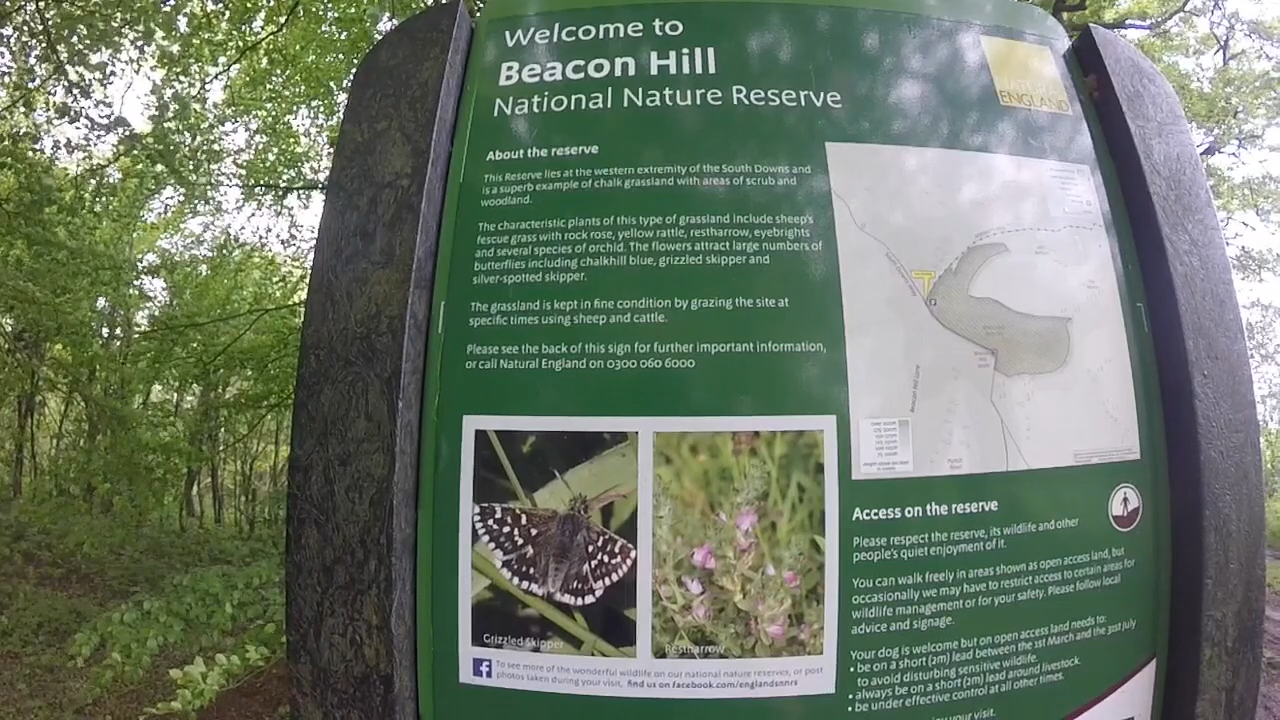 Welcome to
Beacon Hill
National Nature Reserve
ENGLAND
About the reserve
This Reserve lies at the western extremity of the South Downs and
is a superb example of chalk grassland with areas of scrub and
woodland.
The characteristic plants of this type of grassland include sheep's
fescue grass with rock rose, yellow rattle, restharrow, eyebrights
and several species of orchid. The flowers attract large numbers of
butterflies including chalkhill blue, grizzled skipper and
silver-spotted skipper.
The grassland is kept in fine condition by grazing the site at
specific times using sheep and cattle.
Please see the back of this sign for further important information,
or call Natural England on 0300 060 6000
Beacon Hill Lane
Grizzled Skipper
Restharrow
To see more of the wonderful wildlife on our national nature reserves, or post
photos taken during your visit, find us on facebook.com/englandsnnrs
Access on the reserve
Please respect the reserve, its wildlife and other
people's quiet enjoyment of it.
You can walk freely in areas shown as open access land, but
occasionally we may have to restrict access to certain areas for
wildlife management or for your safety. Please follow local
advice and signage.
Your dog is welcome but on open access land needs to:
• be on a short (2m) lead between the 1st March and the 31st July
to avoid disturbing sensitive wildlife.
• always be on a short (2m) lead around livestock.
• be under effective control at all other times.
your visit.